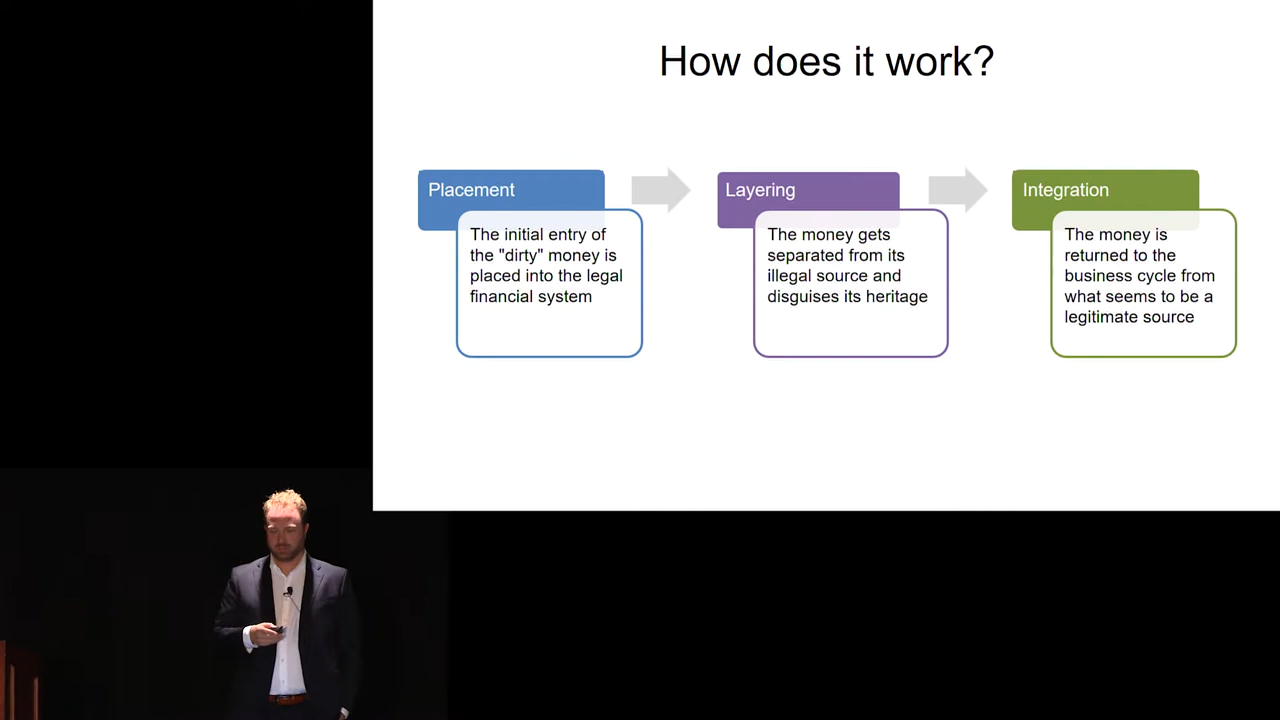 How does it work?
Placement
The initial entry of
the "dirty" money is
placed into the legal
financial system
Layering
The money gets
separated from its
illegal source and
disguises its heritage
Integration
The money is
returned to the
business cycle from
what seems to be a
legitimate source